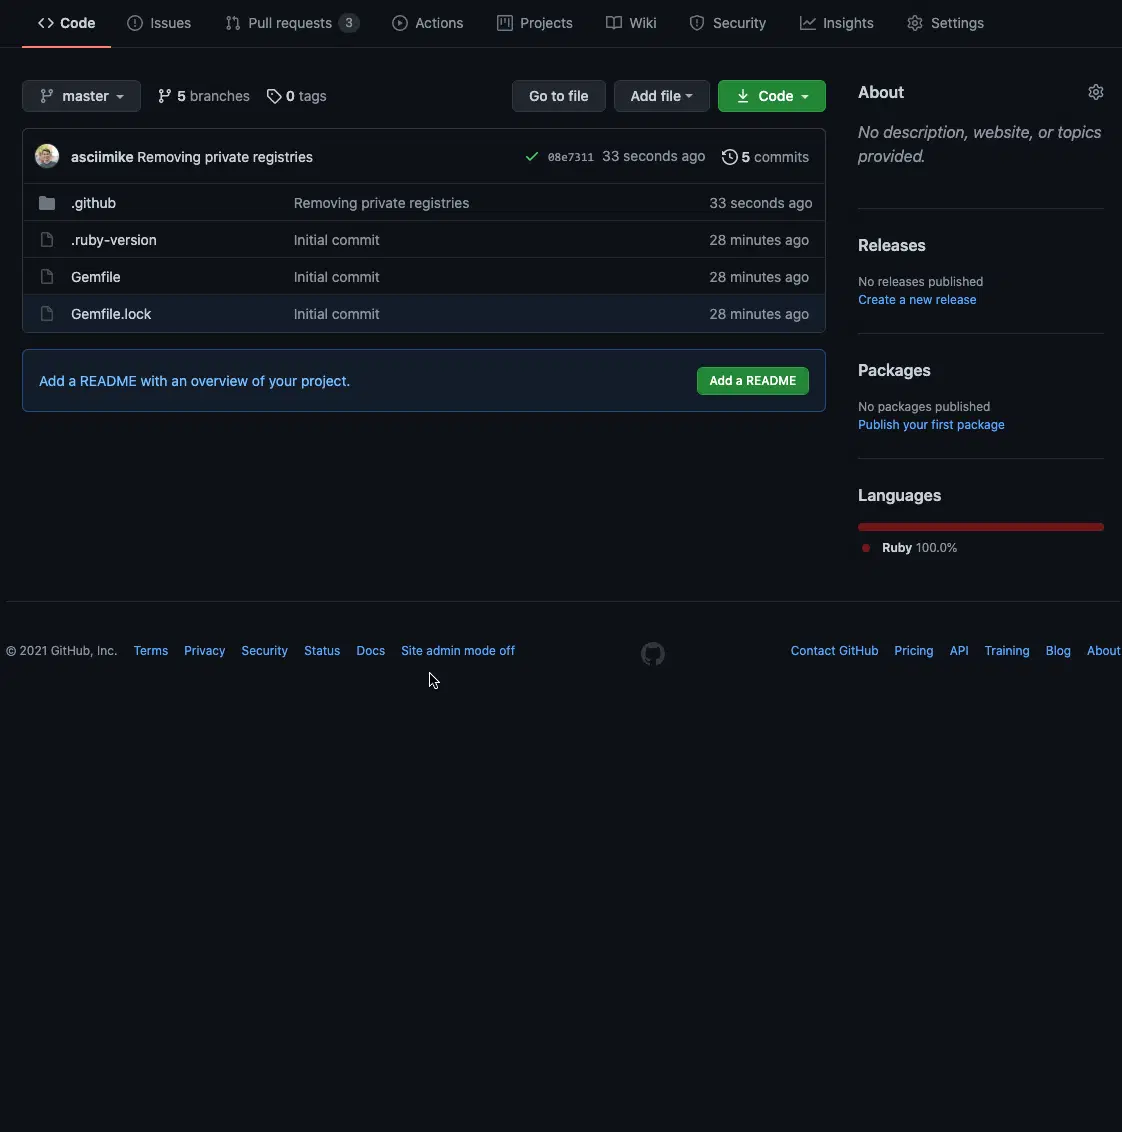 Code Issues Pull requests 3 Actions Projects Wiki Security Insights Settings
master 5 branches 0 tags Go to file Add file Code
asciimike Removing private registries 08e7311 33 seconds ago 5 commits
.github Removing private registries 33 seconds ago
.ruby-version Initial commit 28 minutes ago
Gemfile Initial commit 28 minutes ago
Gemfile.lock Initial commit 28 minutes ago
Add a README with an overview of your project. Add a README
About
No description, website, or topics
provided.
Releases
No releases published
Create a new release
Packages
No packages published
Publish your first package
Languages
Ruby 100.0%
© 2021 GitHub, Inc. Terms Privacy Security Status Docs Site admin mode off Contact GitHub Pricing API Training Blog About